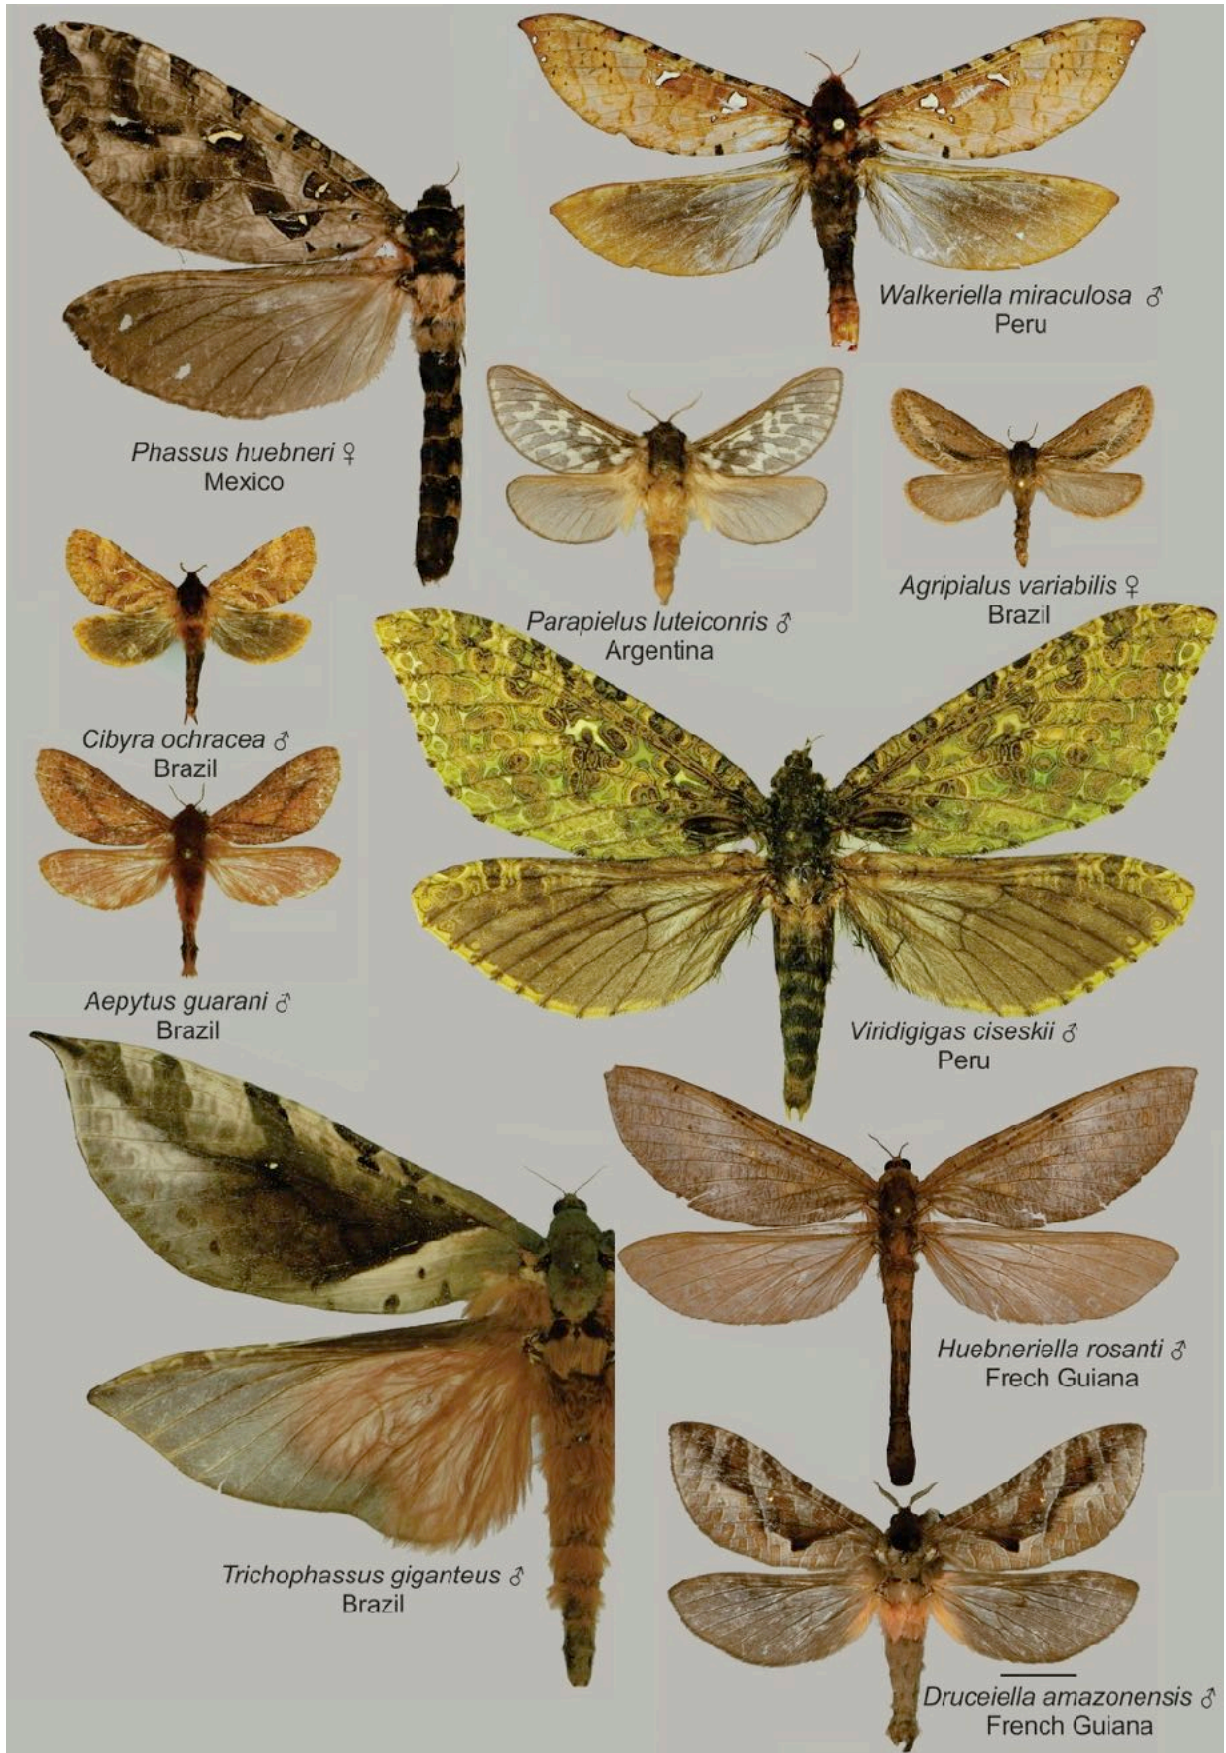 Walkeriella miraculosa ♂
Peru
Phassus huebneri ♀
Mexico
Agripialus variabilis ♀
Brazil
Parapielus luteiconris ♂
Argentina
Cibyra ochracea ♂
Brazil
Aepytus guarani ♂
Brazil
Viridigigas ciseskii ♂
Peru
Huebneriella rosanti ♂
Frech Guiana
Trichophassus giganteus ♂
Brazil
Druceiella amazonensis ♂
French Guiana